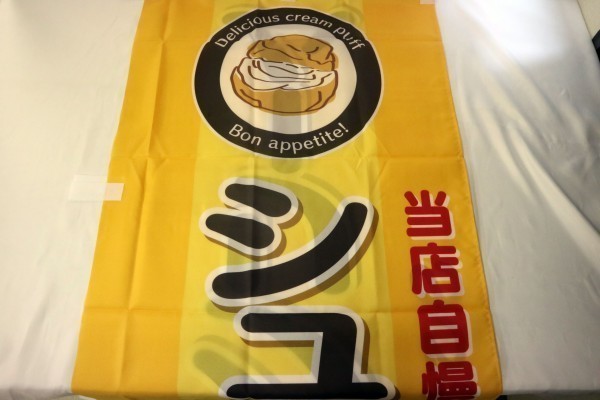 Delicious cream puff
Bon appetite!
シュ
当店自慢